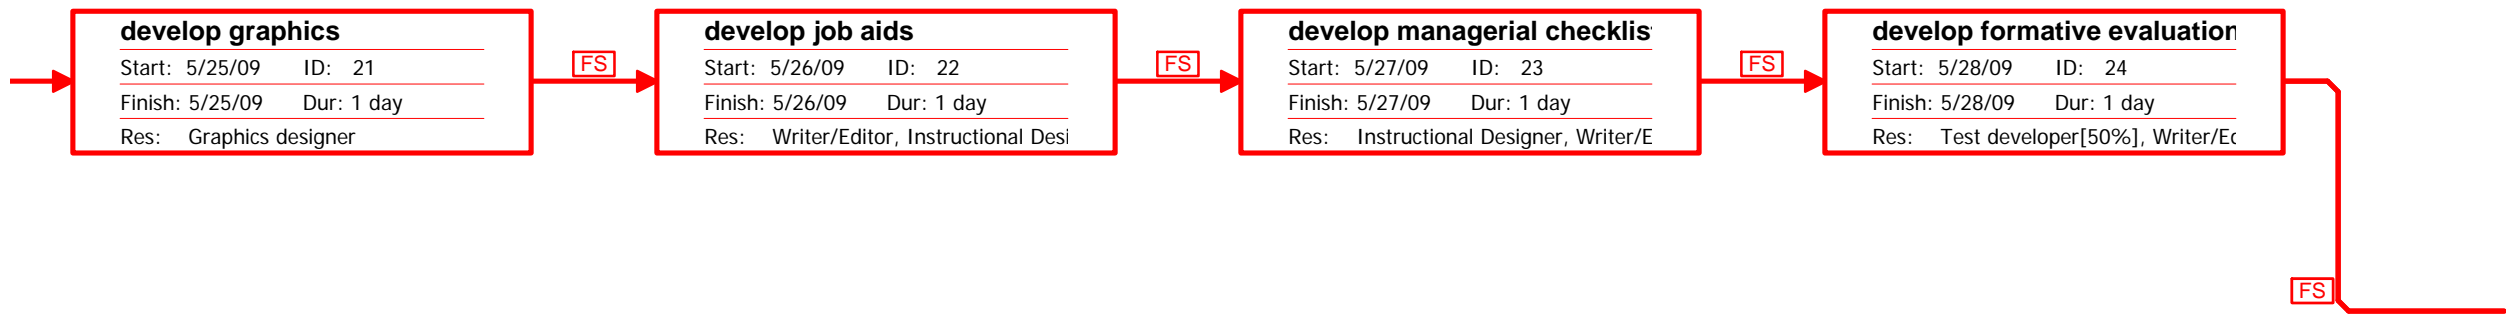 develop graphics
Start: 5/25/09 ID: 21
Finish: 5/25/09 Dur: 1 day
Res: Graphics designer
FS
develop job aids
Start: 5/26/09 ID: 22
Finish: 5/26/09 Dur: 1 day
Res: Writer/Editor, Instructional Desi
FS
develop managerial checklis
Start: 5/27/09 ID: 23
Finish: 5/27/09 Dur: 1 day
Res: Instructional Designer, Writer/E
FS
develop formative evaluation
Start: 5/28/09 ID: 24
Finish: 5/28/09 Dur: 1 day
Res: Test developer[50%], Writer/Ed
FS